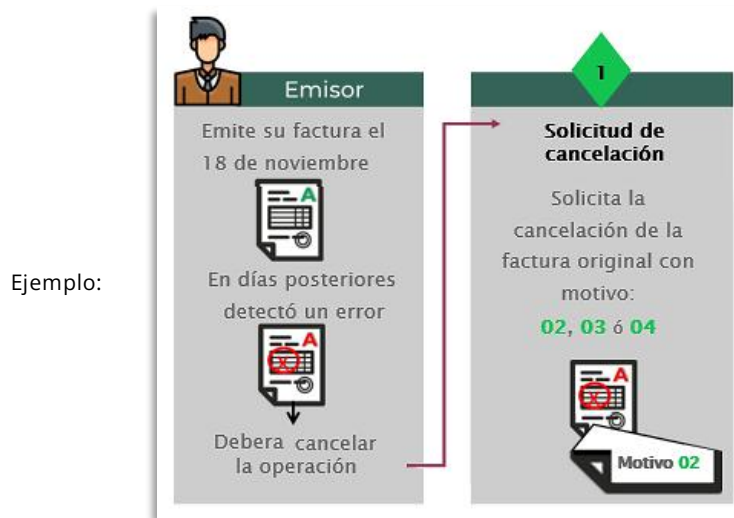 Ejemplo:
Emisor
Emite su factura el
18 de noviembre
A
En días posteriores
detectó un error
A
X
Debera cancelar
la operación
1
Solicitud de
cancelación
Solicita la
cancelación de la
factura original con
motivo:
02, 03 ó 04
A
X
Motivo 02